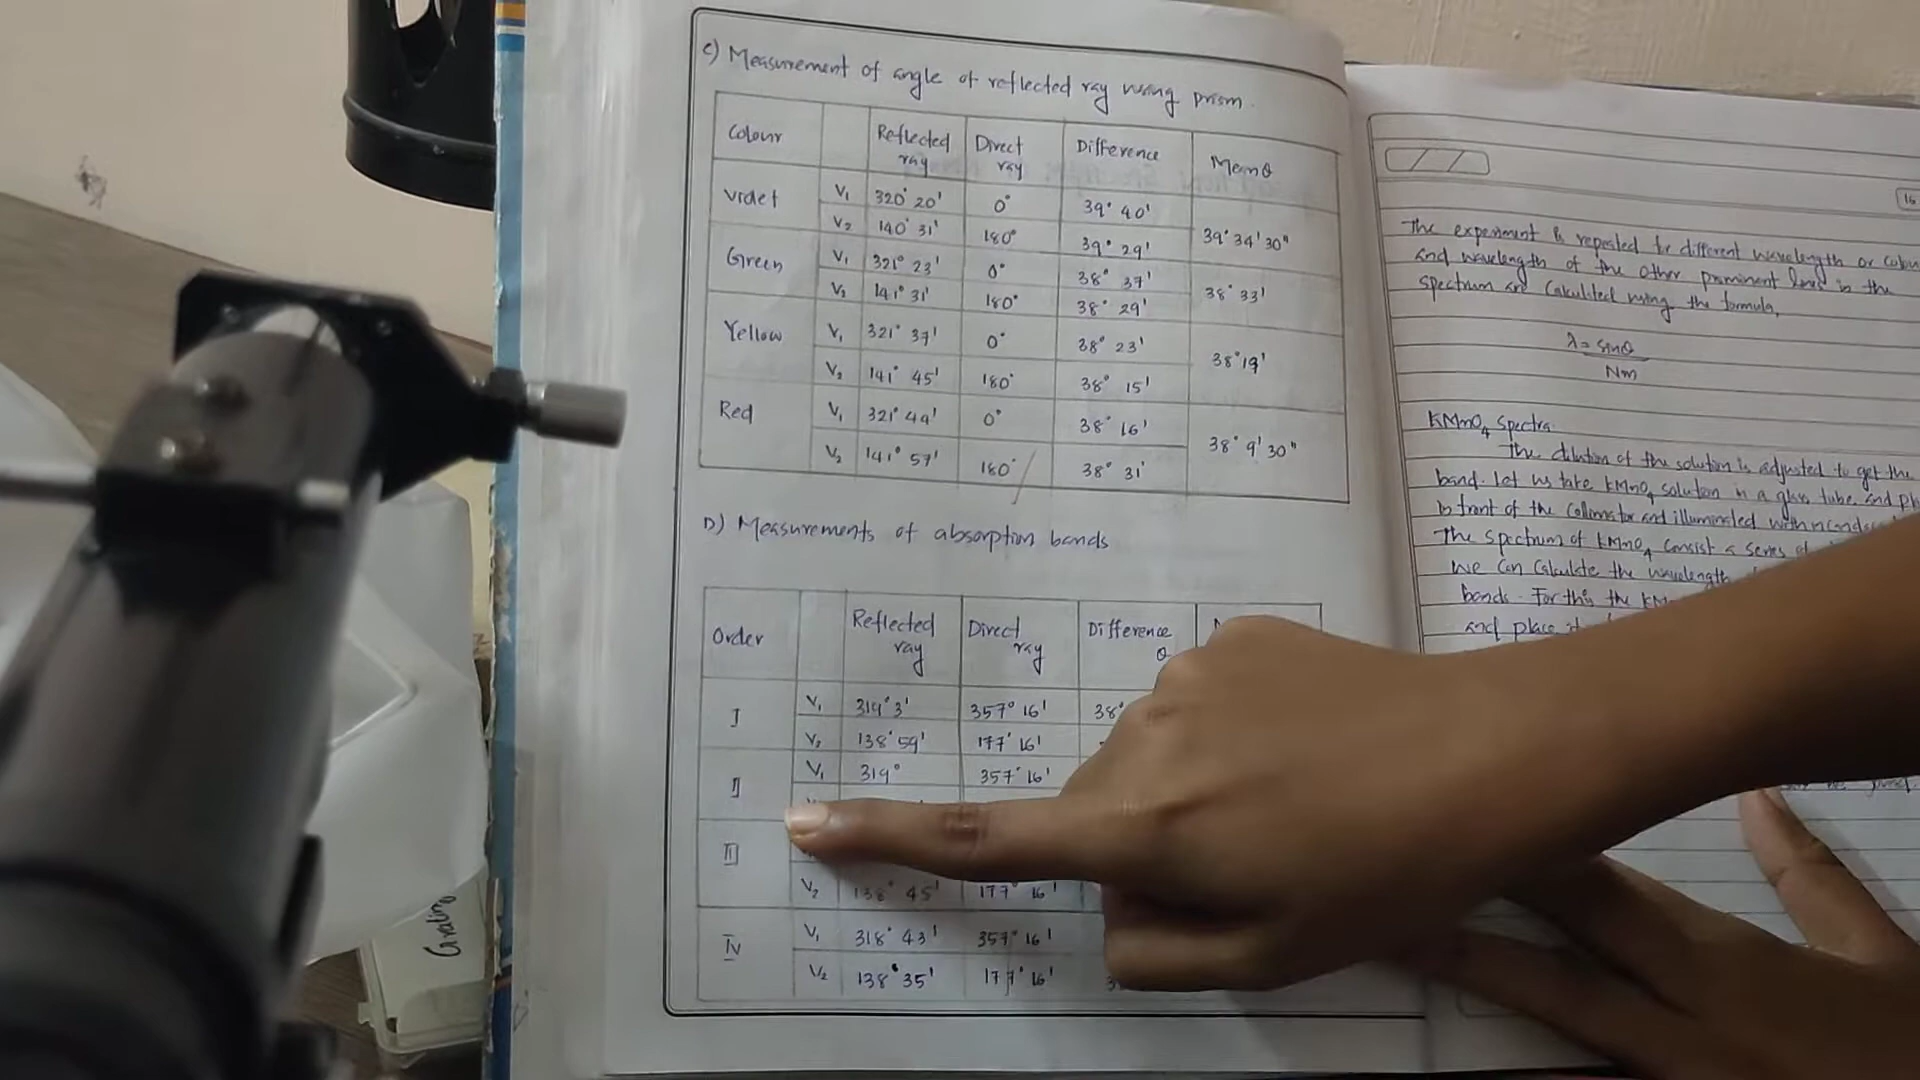 c) Measurement of angle of reflected ray using prism.
Colour Reflected ray Direct ray Difference Mean θ
Violet V1 320° 20' 0° 39° 40' 39° 34' 30"
V2 140° 31' 180° 39° 29'
Green V1 321° 23' 0° 38° 37' 38° 33'
V2 141° 31' 180° 38° 29'
Yellow V1 321° 37' 0° 38° 23' 38° 19'
V2 141° 45' 180° 38° 15'
Red V1 321° 49' 0° 38° 16' 38° 9' 30"
V2 141° 57' 180° 38° 31'
D) Measurements of absorption bands
Order Reflected ray Direct ray Difference θ
I V1 319° 3' 357° 16' 38°
V2 138° 59' 177° 16'
II V1 319° 357° 16'
III
V2 138° 45' 177° 16'
IV V1 318° 43' 357° 16'
V2 138° 35' 177° 16'
16
The experiment is repeated for different wavelength or colou
and wavelength of the other prominent lines in the
spectrum are calculated using the formula,
λ = sinθ
Nm
KMnO4 Spectra
The dilution of the solution is adjusted to get the
band. Let us take KMnO4 solution in a glass tube and pl
in front of the collimator and illuminated with
The spectrum of KMnO4 consist a series of
we can calculate the wavelength
bands. For this the KM
and place it
Grating